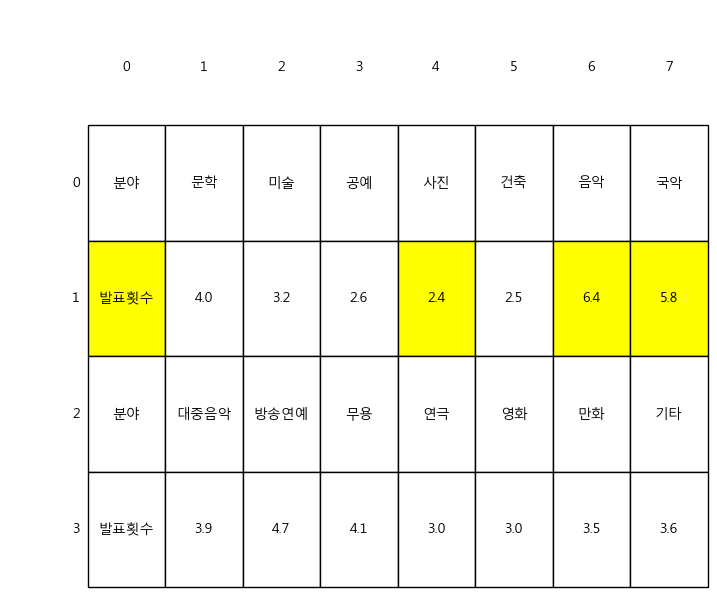 0 1 2 3 4 5 6 7
0 분야 문학 미술 공예 사진 건축 음악 국악
1 발표횟수 4.0 3.2 2.6 2.4 2.5 6.4 5.8
2 분야 대중음악 방송연예 무용 연극 영화 만화 기타
3 발표횟수 3.9 4.7 4.1 3.0 3.0 3.5 3.6